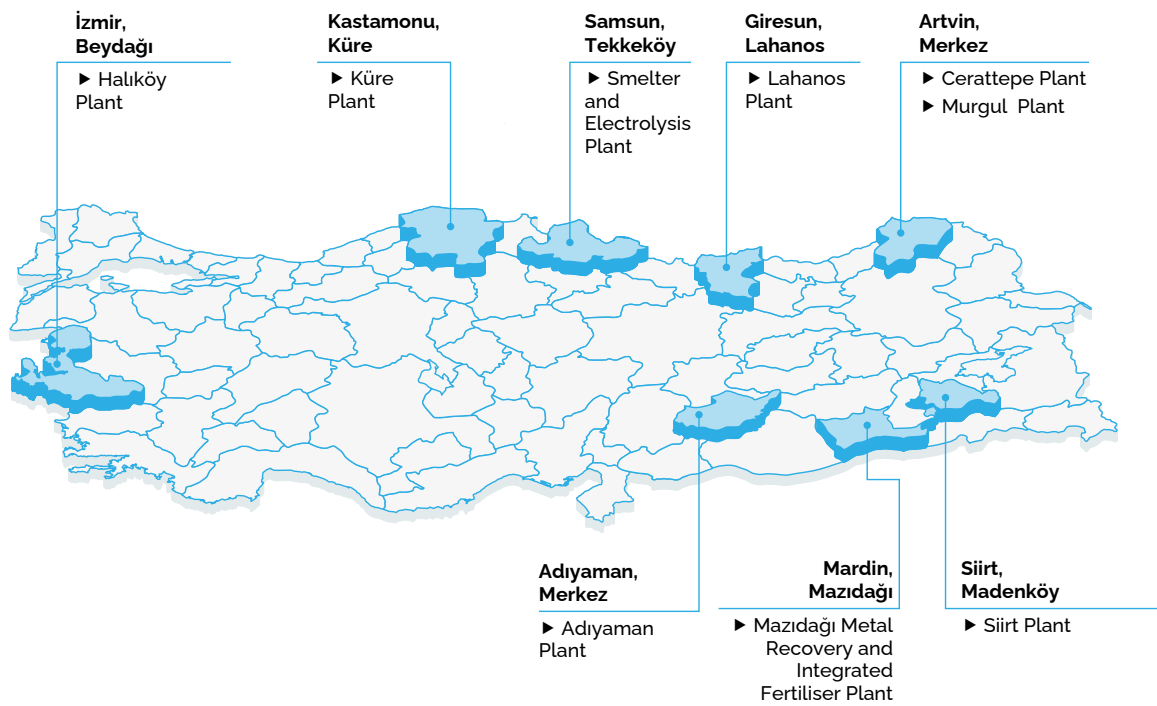 İzmir,
Beydağı
▶ Halıköy
Plant
Kastamonu,
Küre
▶ Küre
Plant
Samsun,
Tekkeköy
▶ Smelter
and
Electrolysis
Plant
Giresun,
Lahanos
▶ Lahanos
Plant
Artvin,
Merkez
▶ Cerattepe Plant
▶ Murgul Plant
Adıyaman,
Merkez
▶ Adıyaman
Plant
Mardin,
Mazıdağı
▶ Mazıdağı Metal
Recovery and
Integrated
Fertiliser Plant
Siirt,
Madenköy
▶ Siirt Plant